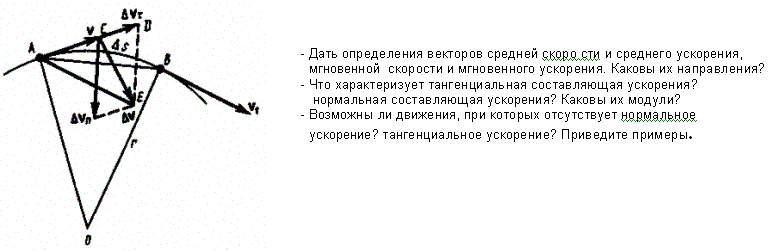 Δvτ D
v C
A Δs B
Δvn Δv E
v₁
r
O
- Дать определения векторов средней скоро сти и среднего ускорения,
мгновенной скорости и мгновенного ускорения. Каковы их направления?
- Что характеризует тангенциальная составляющая ускорения?
нормальная составляющая ускорения? Каковы их модули?
- Возможны ли движения, при которых отсутствует нормальное
ускорение? тангенциальное ускорение? Приведите примеры.